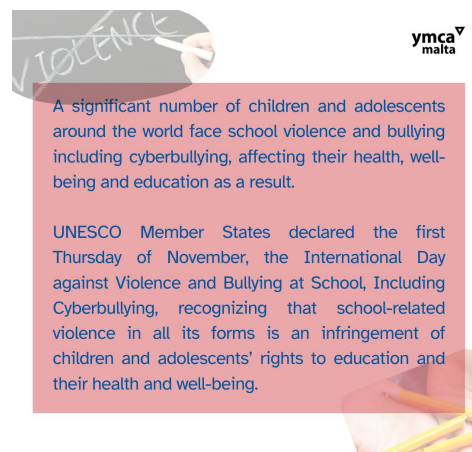 VIOLENCE
ymca
malta
A significant number of children and adolescents
around the world face school violence and bullying
including cyberbullying, affecting their health, well-
being and education as a result.
UNESCO Member States declared the first
Thursday of November, the International Day
against Violence and Bullying at School, Including
Cyberbullying, recognizing that school-related
violence in all its forms is an infringement of
children and adolescents' rights to education and
their health and well-being.